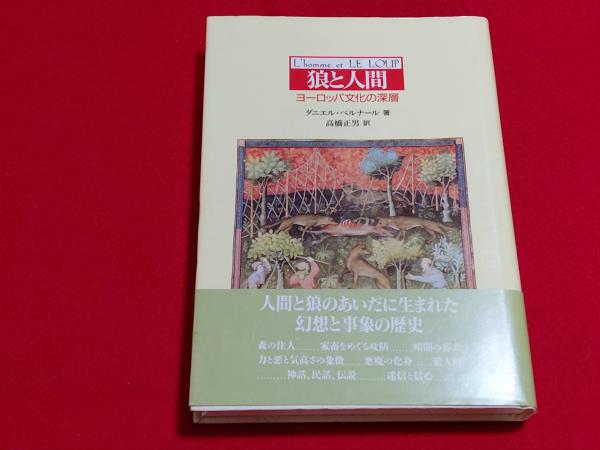 L'homme et LE LOUP
狼と人間
ヨーロッパ文化の深層
ダニエル・ベルナール 著
高橋正男 訳
人間と狼のあいだに生まれた
幻想と事象の歴史
森の住人……家畜をめぐる攻防……暗闇の
力と悪と気高さの象徴……悪魔の化身……狼人間
………神話、民話、伝説………迷信と信心